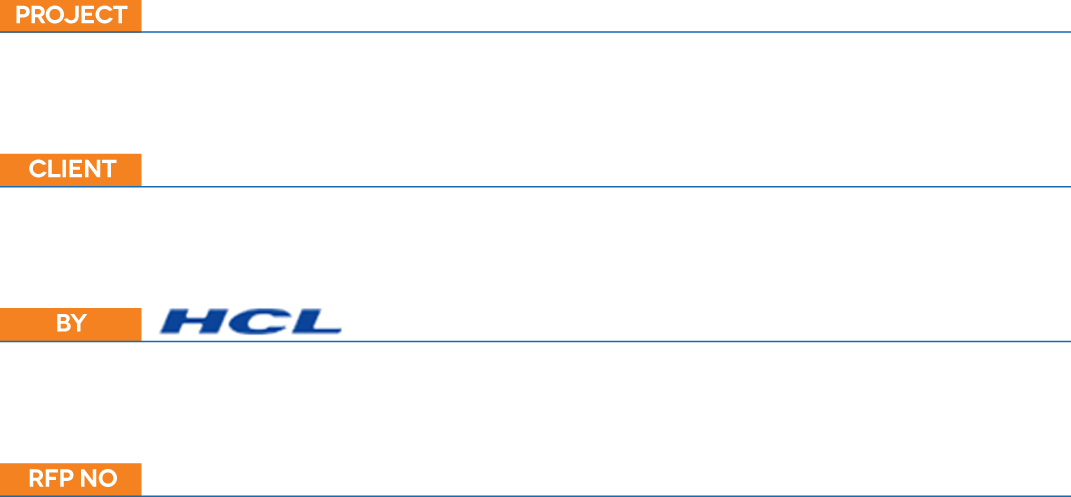 PROJECT
CLIENT
BY HCL
RFP NO